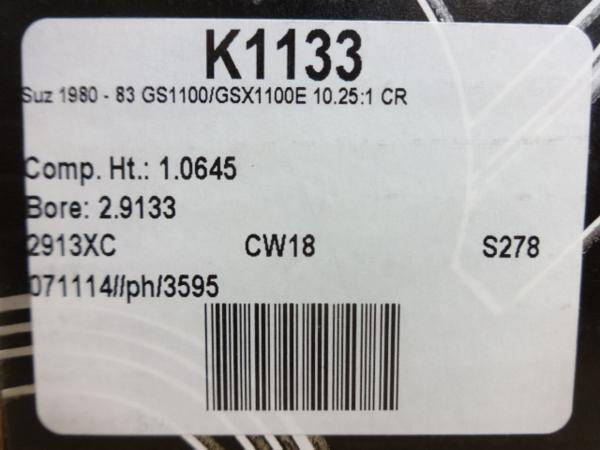 K1133
Suz 1980 - 83 GS1100/GSX1100E 10.25:1 CR
Comp. Ht.: 1.0645
Bore: 2.9133
2913XC CW18 S278
071114//ph/3595